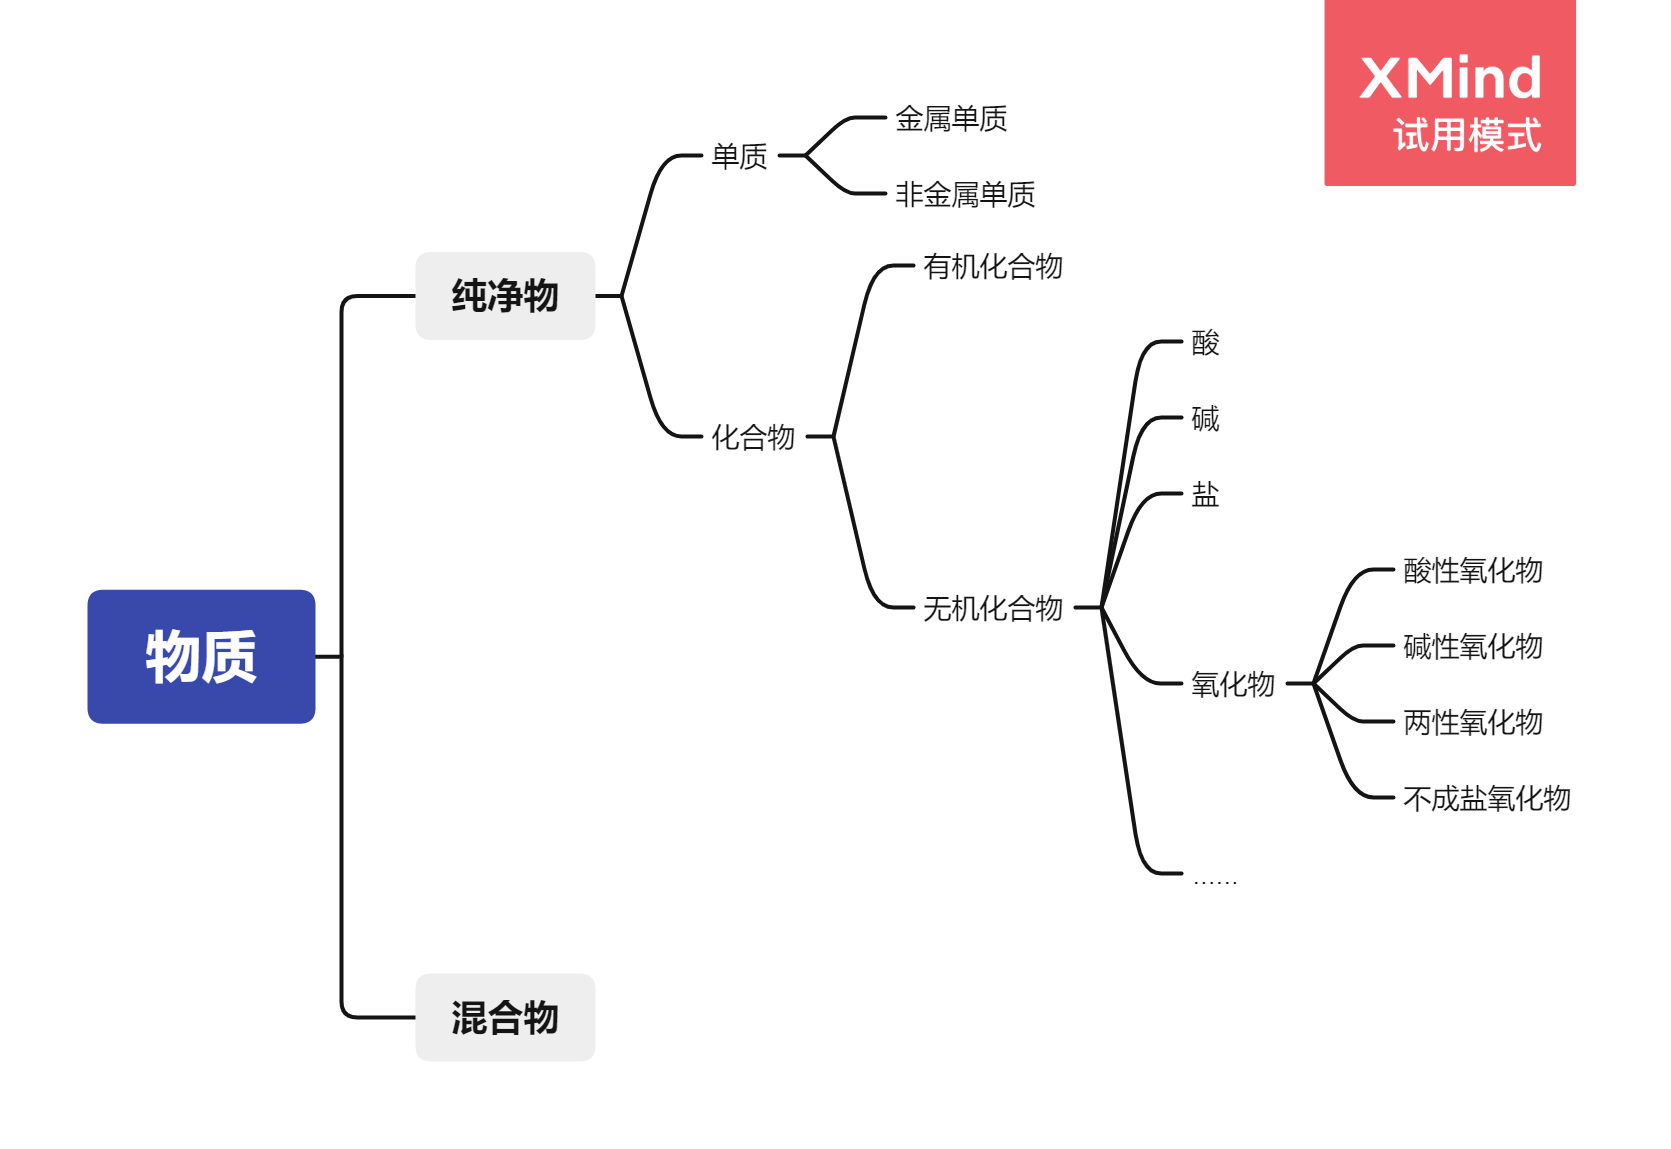 XMind
试用模式
物质
纯净物
单质
金属单质
非金属单质
化合物
有机化合物
无机化合物
酸
碱
盐
氧化物
酸性氧化物
碱性氧化物
两性氧化物
不成盐氧化物
……
混合物